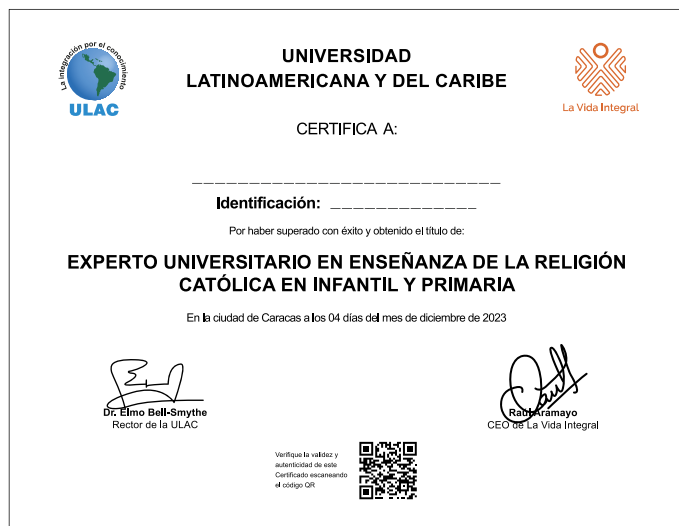 La integración por el conocimiento
ULAC
UNIVERSIDAD
LATINOAMERICANA Y DEL CARIBE
La Vida Integral
CERTIFICA A:
____________________________
Identificación: _____________
Por haber superado con éxito y obtenido el título de:
EXPERTO UNIVERSITARIO EN ENSEÑANZA DE LA RELIGIÓN
CATÓLICA EN INFANTIL Y PRIMARIA
En la ciudad de Caracas a los 04 días del mes de diciembre de 2023
Dr. Elmo Bell-Smythe
Rector de la ULAC
Raúl Aramayo
CEO de La Vida Integral
Verifique la validez y
autenticidad de este
Certificado escaneando
el código QR